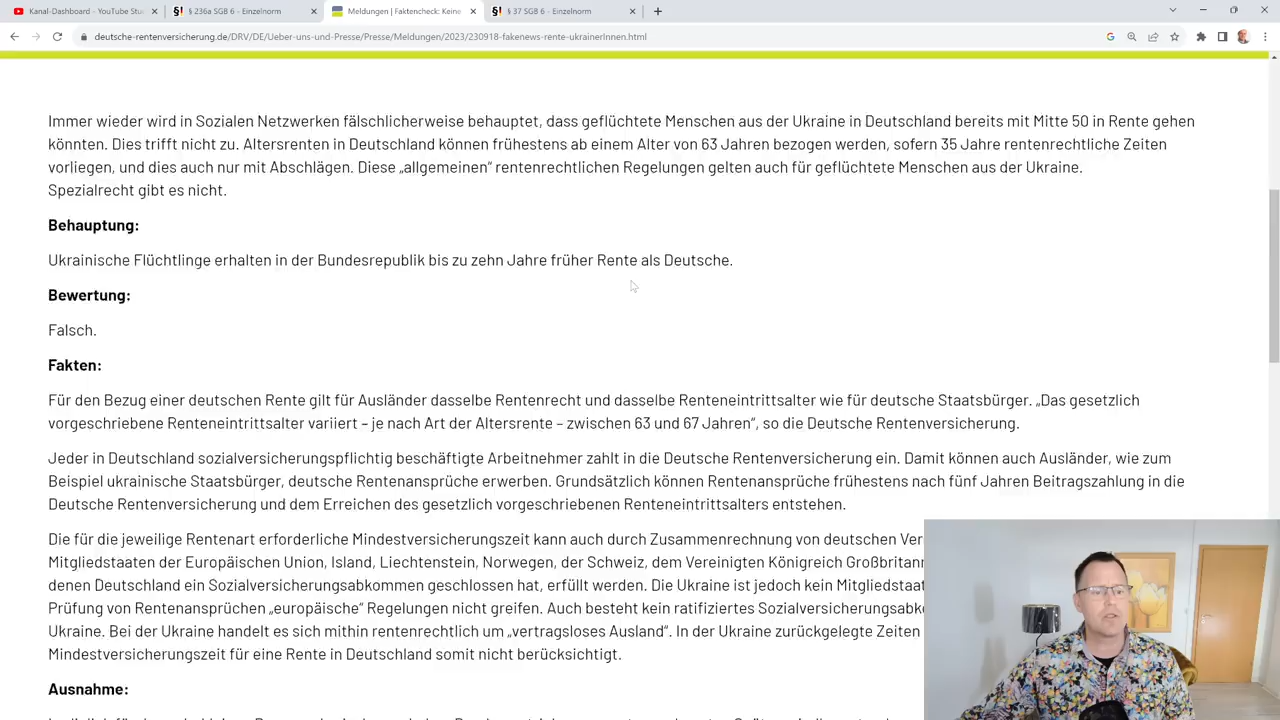 Kanal-Dashboard – YouTube Stu
§ 236a SGB 6 - Einzelnorm
Meldungen | Faktencheck: Keine
§ 37 SGB 6 - Einzelnorm
deutsche-rentenversicherung.de/DRV/DE/Ueber-uns-und-Presse/Presse/Meldungen/2023/230918-fakenews-rente-ukrainerInnen.html
Immer wieder wird in Sozialen Netzwerken fälschlicherweise behauptet, dass geflüchtete Menschen aus der Ukraine in Deutschland bereits mit Mitte 50 in Rente gehen
könnten. Dies trifft nicht zu. Altersrenten in Deutschland können frühestens ab einem Alter von 63 Jahren bezogen werden, sofern 35 Jahre rentenrechtliche Zeiten
vorliegen, und dies auch nur mit Abschlägen. Diese „allgemeinen“ rentenrechtlichen Regelungen gelten auch für geflüchtete Menschen aus der Ukraine.
Spezialrecht gibt es nicht.
Behauptung:
Ukrainische Flüchtlinge erhalten in der Bundesrepublik bis zu zehn Jahre früher Rente als Deutsche.
Bewertung:
Falsch.
Fakten:
Für den Bezug einer deutschen Rente gilt für Ausländer dasselbe Rentenrecht und dasselbe Renteneintrittsalter wie für deutsche Staatsbürger. „Das gesetzlich
vorgeschriebene Renteneintrittsalter variiert – je nach Art der Altersrente – zwischen 63 und 67 Jahren“, so die Deutsche Rentenversicherung.
Jeder in Deutschland sozialversicherungspflichtig beschäftigte Arbeitnehmer zahlt in die Deutsche Rentenversicherung ein. Damit können auch Ausländer, wie zum
Beispiel ukrainische Staatsbürger, deutsche Rentenansprüche erwerben. Grundsätzlich können Rentenansprüche frühestens nach fünf Jahren Beitragszahlung in die
Deutsche Rentenversicherung und dem Erreichen des gesetzlich vorgeschriebenen Renteneintrittsalters entstehen.
Die für die jeweilige Rentenart erforderliche Mindestversicherungszeit kann auch durch Zusammenrechnung von deutschen Ver
Mitgliedstaaten der Europäischen Union, Island, Liechtenstein, Norwegen, der Schweiz, dem Vereinigten Königreich Großbritann
denen Deutschland ein Sozialversicherungsabkommen geschlossen hat, erfüllt werden. Die Ukraine ist jedoch kein Mitgliedstaat
Prüfung von Rentenansprüchen „europäische“ Regelungen nicht greifen. Auch besteht kein ratifiziertes Sozialversicherungsabko
Ukraine. Bei der Ukraine handelt es sich mithin rentenrechtlich um „vertragsloses Ausland“. In der Ukraine zurückgelegte Zeiten
Mindestversicherungszeit für eine Rente in Deutschland somit nicht berücksichtigt.
Ausnahme: